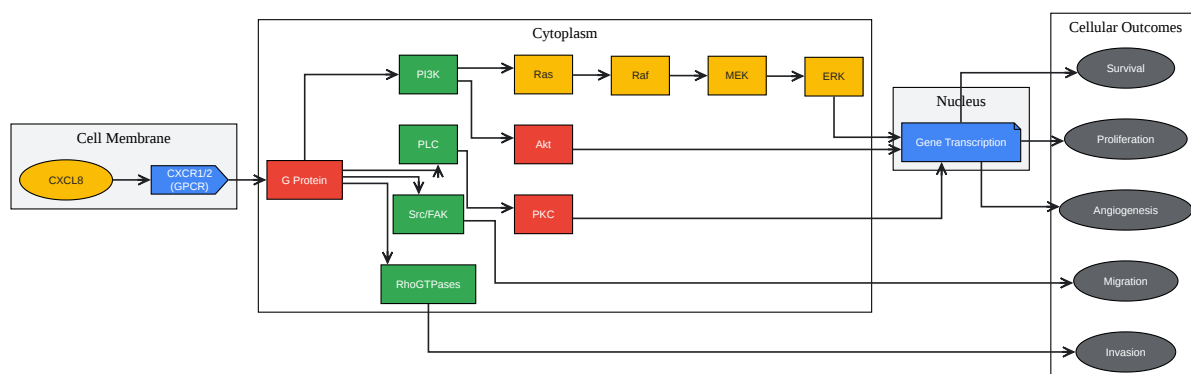 Cellular Outcomes
Cytoplasm
Survival
PI3K
Ras
Raf
MEK
ERK
Nucleus
Cell Membrane
PLC
Akt
Gene Transcription
Proliferation
CXCL8
CXCR1/2
(GPCR)
G Protein
Src/FAK
PKC
Angiogenesis
RhoGTPases
Migration
Invasion